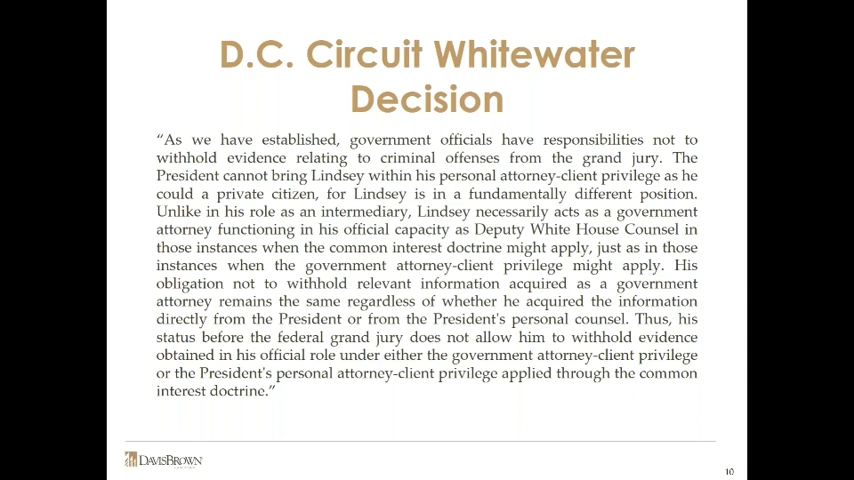 D.C. Circuit Whitewater
Decision
“As we have established, government officials have responsibilities not to
withhold evidence relating to criminal offenses from the grand jury. The
President cannot bring Lindsey within his personal attorney-client privilege as he
could a private citizen, for Lindsey is in a fundamentally different position.
Unlike in his role as an intermediary, Lindsey necessarily acts as a government
attorney functioning in his official capacity as Deputy White House Counsel in
those instances when the common interest doctrine might apply, just as in those
instances when the government attorney-client privilege might apply. His
obligation not to withhold relevant information acquired as a government
attorney remains the same regardless of whether he acquired the information
directly from the President or from the President's personal counsel. Thus, his
status before the federal grand jury does not allow him to withhold evidence
obtained in his official role under either the government attorney-client privilege
or the President's personal attorney-client privilege applied through the common
interest doctrine.”
DAVISBROWN
10